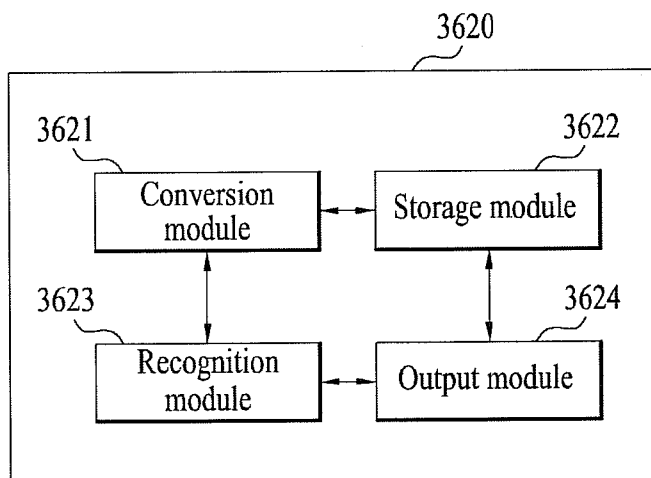 3620
3621
3622
Conversion
module
Storage module
3623
3624
Recognition
module
Output module